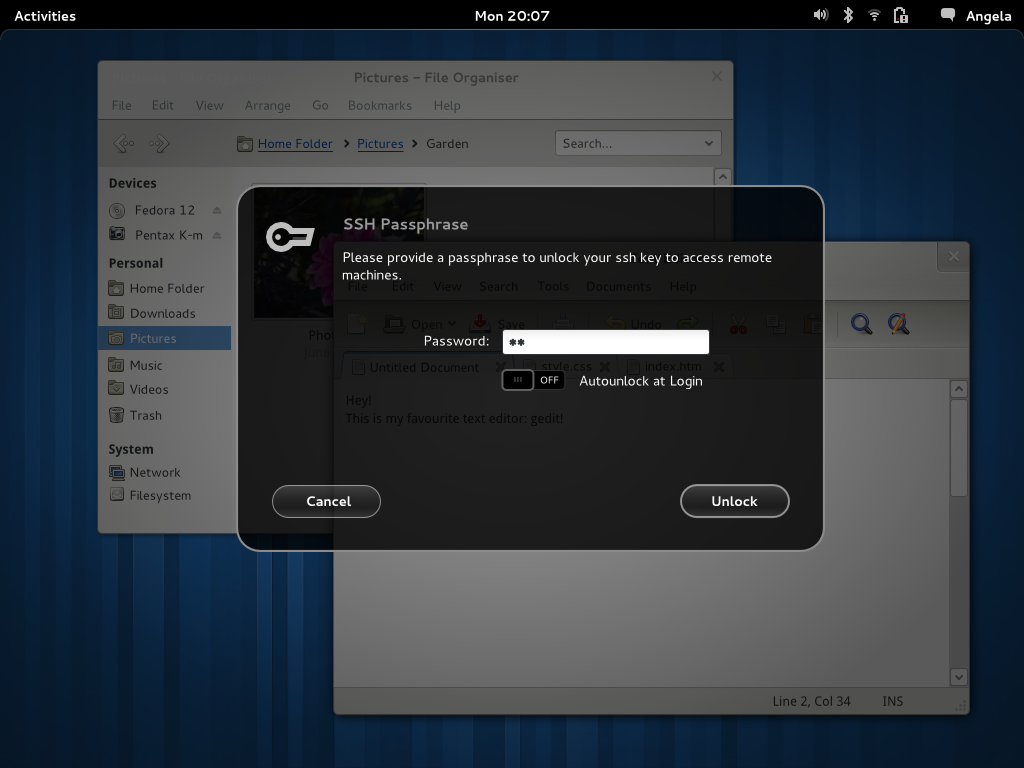 Activities
Mon 20:07
Angela
Pictures – File Organiser
File Edit View Arrange Go Bookmarks Help
Home Folder Pictures Garden
Search...
Devices
Fedora 12
Pentax K-m
Personal
Home Folder
Downloads
Pictures
Music
Videos
Trash
System
Network
Filesystem
SSH Passphrase
Please provide a passphrase to unlock your ssh key to access remote
machines.
File Edit View Search Tools Documents Help
Open Save Undo
Password: **
Untitled Document style.css index.htm
OFF Autounlock at Login
Hey!
This is my favourite text editor: gedit!
Cancel
Unlock
Line 2, Col 34 INS